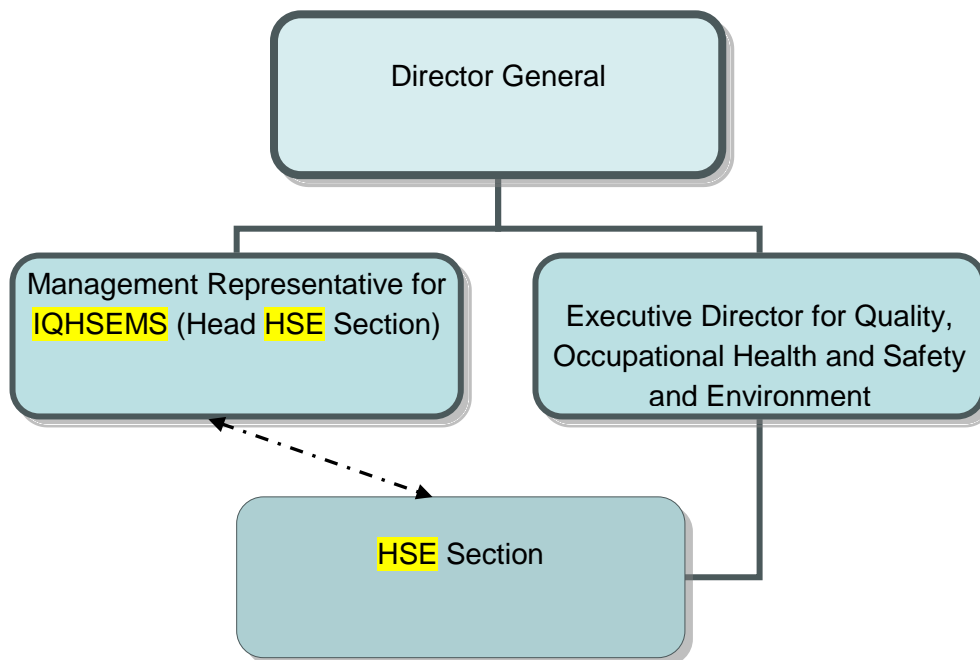 Director General
Management Representative for
IQHSEMS (Head HSE Section)
Executive Director for Quality,
Occupational Health and Safety
and Environment
HSE Section